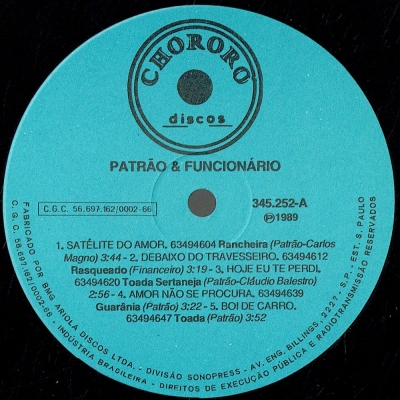 CHORORO
discos
PATRÃO & FUNCIONÁRIO
C.G.C. 56.697.162/0002-66
345.252-A
℗1989
1. SATÉLITE DO AMOR. 63494604 Rancheira (Patrão-Carlos
Magno) 3:44 - 2. DEBAIXO DO TRAVESSEIRO. 63494612
Rasqueado (Financeiro) 3:19 - 3. HOJE EU TE PERDI.
63494620 Toada Sertaneja (Patrão-Cláudio Balestro)
2:56 - 4. AMOR NÃO SE PROCURA. 63494639
Guarânia (Patrão) 3:22 - 5. BOI DE CARRO.
63494647 Toada (Patrão) 3:52
FABRICADO POR BMG ARIOLA DISCOS LTDA. - DIVISÃO SONOPRESS - AV. ENG. BILLINGS, 2227 - S.P., EST. S. PAULO
C.G.C. 56.697.162/0002-66 - INDÚSTRIA BRASILEIRA - DIREITOS DE EXECUÇÃO PÚBLICA E RADIOTRANSMISSÃO RESERVADOS